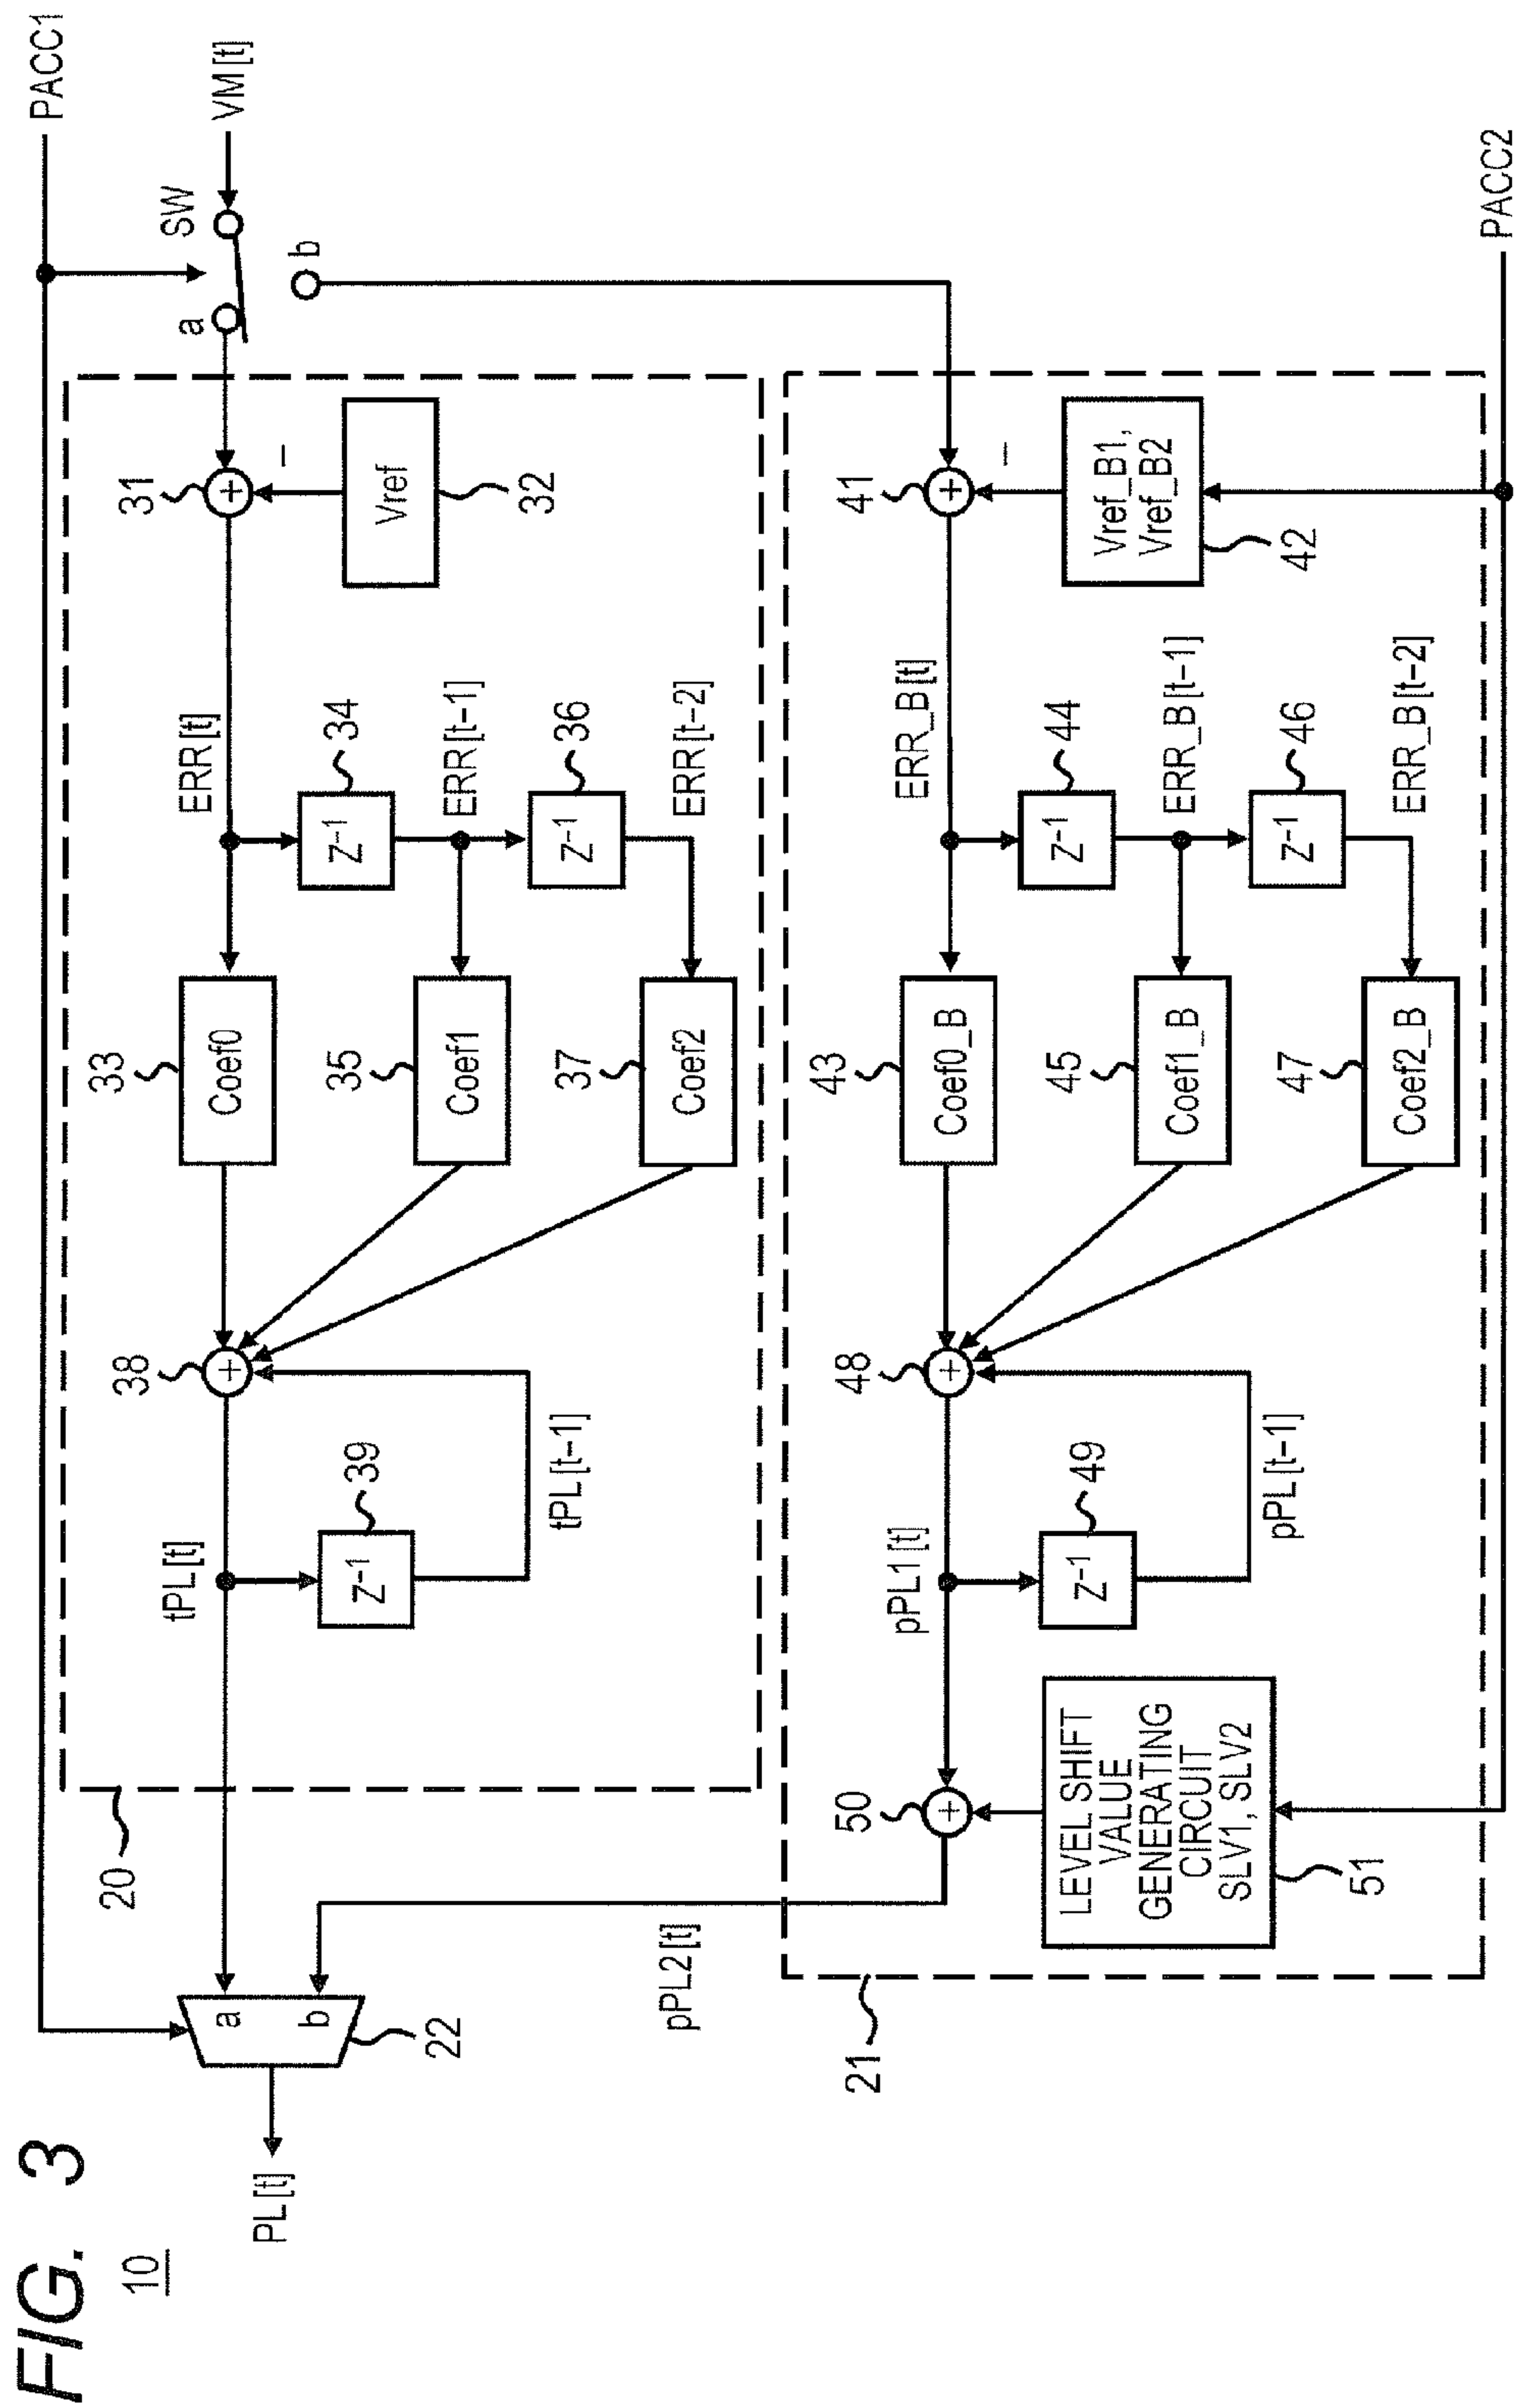 FIG. 3
10
PACC1
VM[t]
SW
a
b
31
−
Vref
32
ERR[t]
Z−1
34
ERR[t−1]
Z−1
36
ERR[t−2]
33
Coef0
35
Coef1
37
Coef2
38
+
+
tPL[t]
Z−1
39
tPL[t−1]
20
a
b
22
PL[t]
PACC2
41
+
−
Vref_B1,
Vref_B2
42
ERR_B[t]
Z−1
44
ERR_B[t−1]
Z−1
46
ERR_B[t−2]
43
Coef0_B
45
Coef1_B
47
Coef2_B
48
+
pPL1[t]
Z−1
49
pPL[t−1]
50
+
LEVEL SHIFT
VALUE
GENERATING
CIRCUIT
SLV1, SLV2
51
pPL2[t]
21